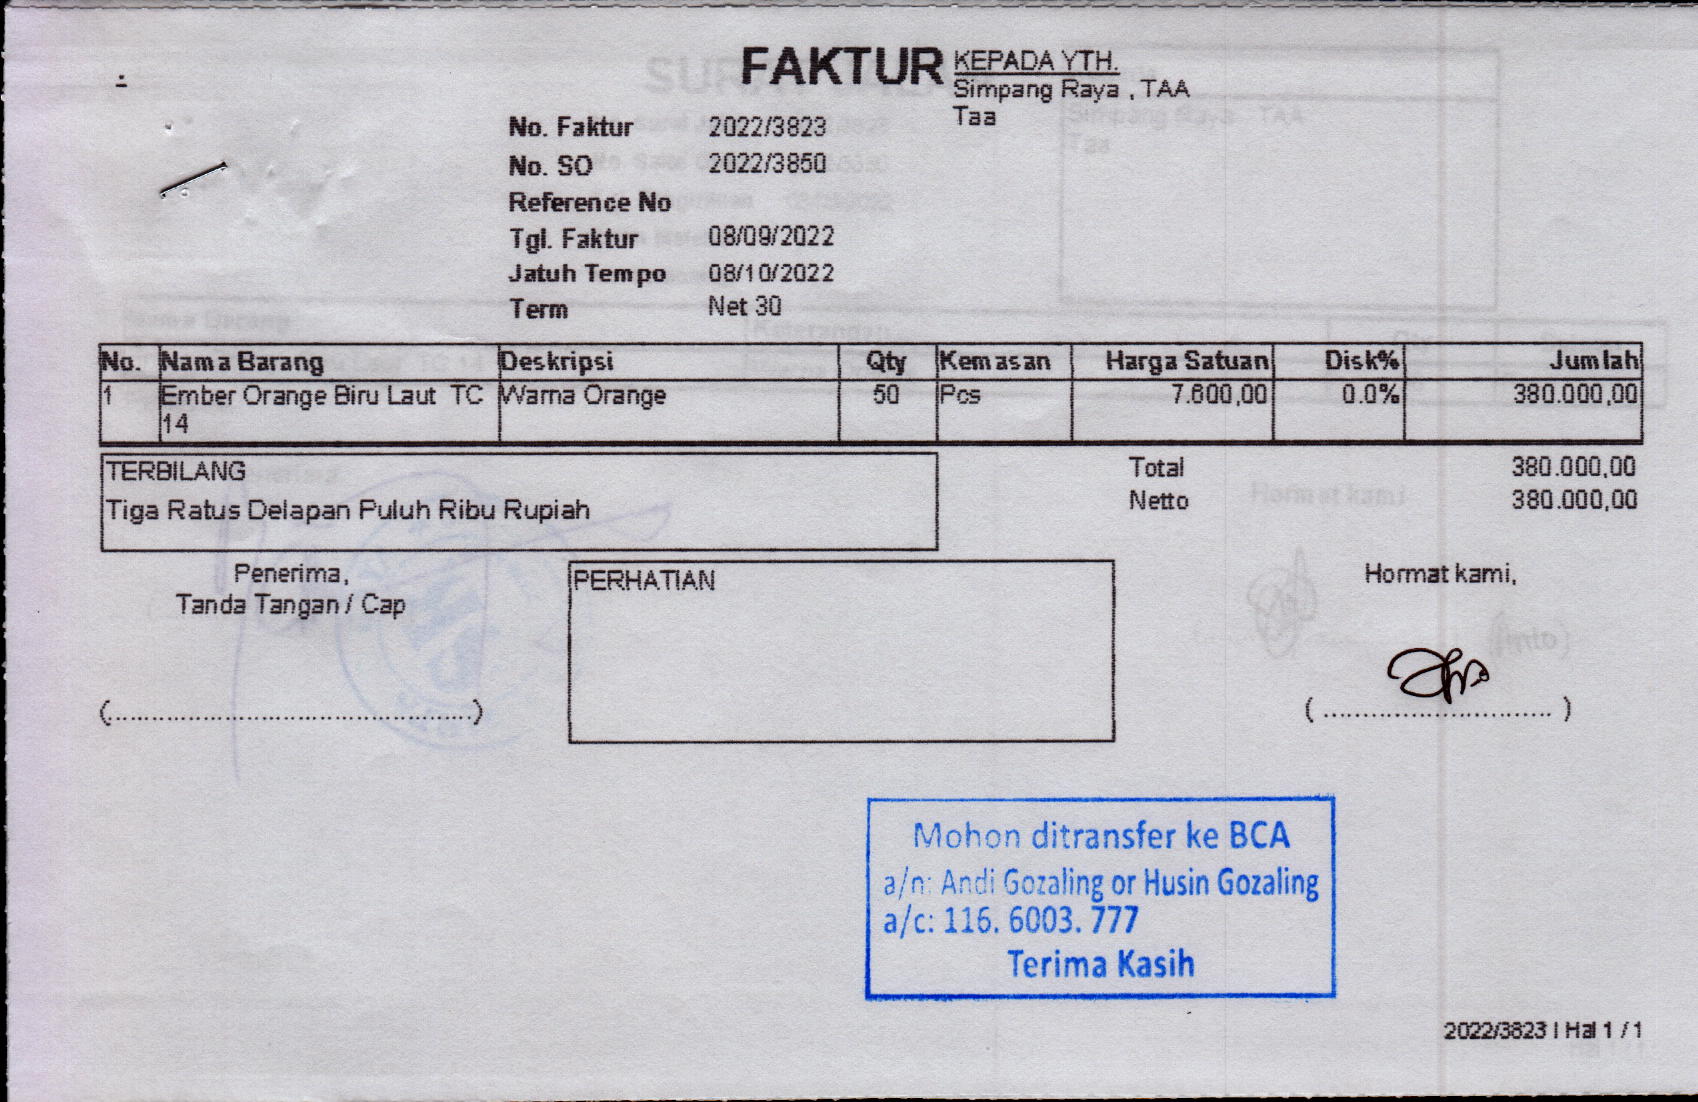 FAKTUR
KEPADA YTH.
Simpang Raya , TAA
Taa
No. Faktur 2022/3823
No. SO 2022/3850
Reference No
Tgl. Faktur 08/09/2022
Jatuh Tempo 08/10/2022
Term Net 30
No. Nama Barang Deskripsi Qty Kemasan Harga Satuan Disk% Jumlah
1 Ember Orange Biru Laut TC Warna Orange 50 Pcs 7.600,00 0.0% 380.000,00
14
TERBILANG
Tiga Ratus Delapan Puluh Ribu Rupiah
Total 380.000,00
Netto 380.000,00
Penerima,
Tanda Tangan / Cap
(..............................................)
PERHATIAN
Hormat kami,
( ............................. )
Mohon ditransfer ke BCA
a/n: Andi Gozaling or Husin Gozaling
a/c: 116. 6003. 777
Terima Kasih
2022/3823 | Hal 1 / 1